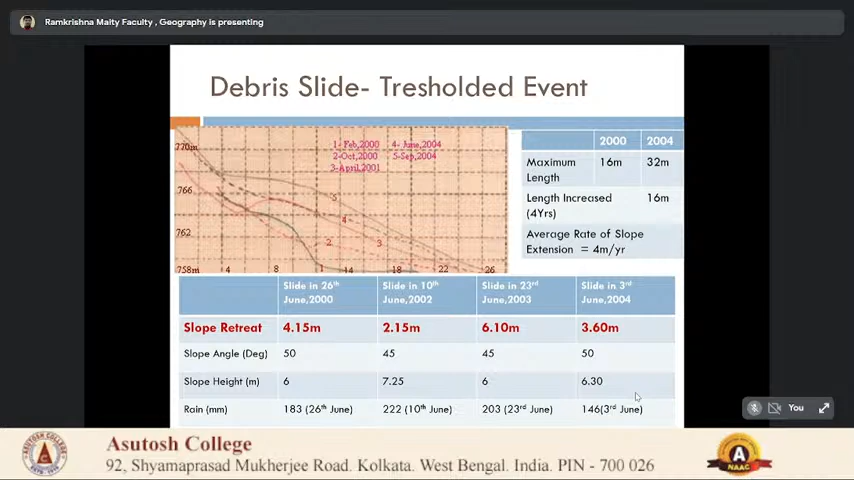 Ramkrishna Maity Faculty , Geography is presenting
Debris Slide- Tresholded Event
1- Feb,2000 4- June,2004
2-Oct,2000 5-Sep,2004
3-April,2001
770m
766
762
758m
5
4
2 3
4 8 12 14 18 22 26
2000 2004
Maximum Length 16m 32m
Length Increased (4Yrs) 16m
Average Rate of Slope
Extension = 4m/yr
Slide in 26th June,2000 Slide in 10th June,2002 Slide in 23rd June,2003 Slide in 3rd June,2004
Slope Retreat 4.15m 2.15m 6.10m 3.60m
Slope Angle (Deg) 50 45 45 50
Slope Height (m) 6 7.25 6 6.30
Rain (mm) 183 (26th June) 222 (10th June) 203 (23rd June) 146(3rd June)
You
Asutosh College
92, Shyamaprasad Mukherjee Road. Kolkata. West Bengal. India. PIN - 700 026
A
NAAC